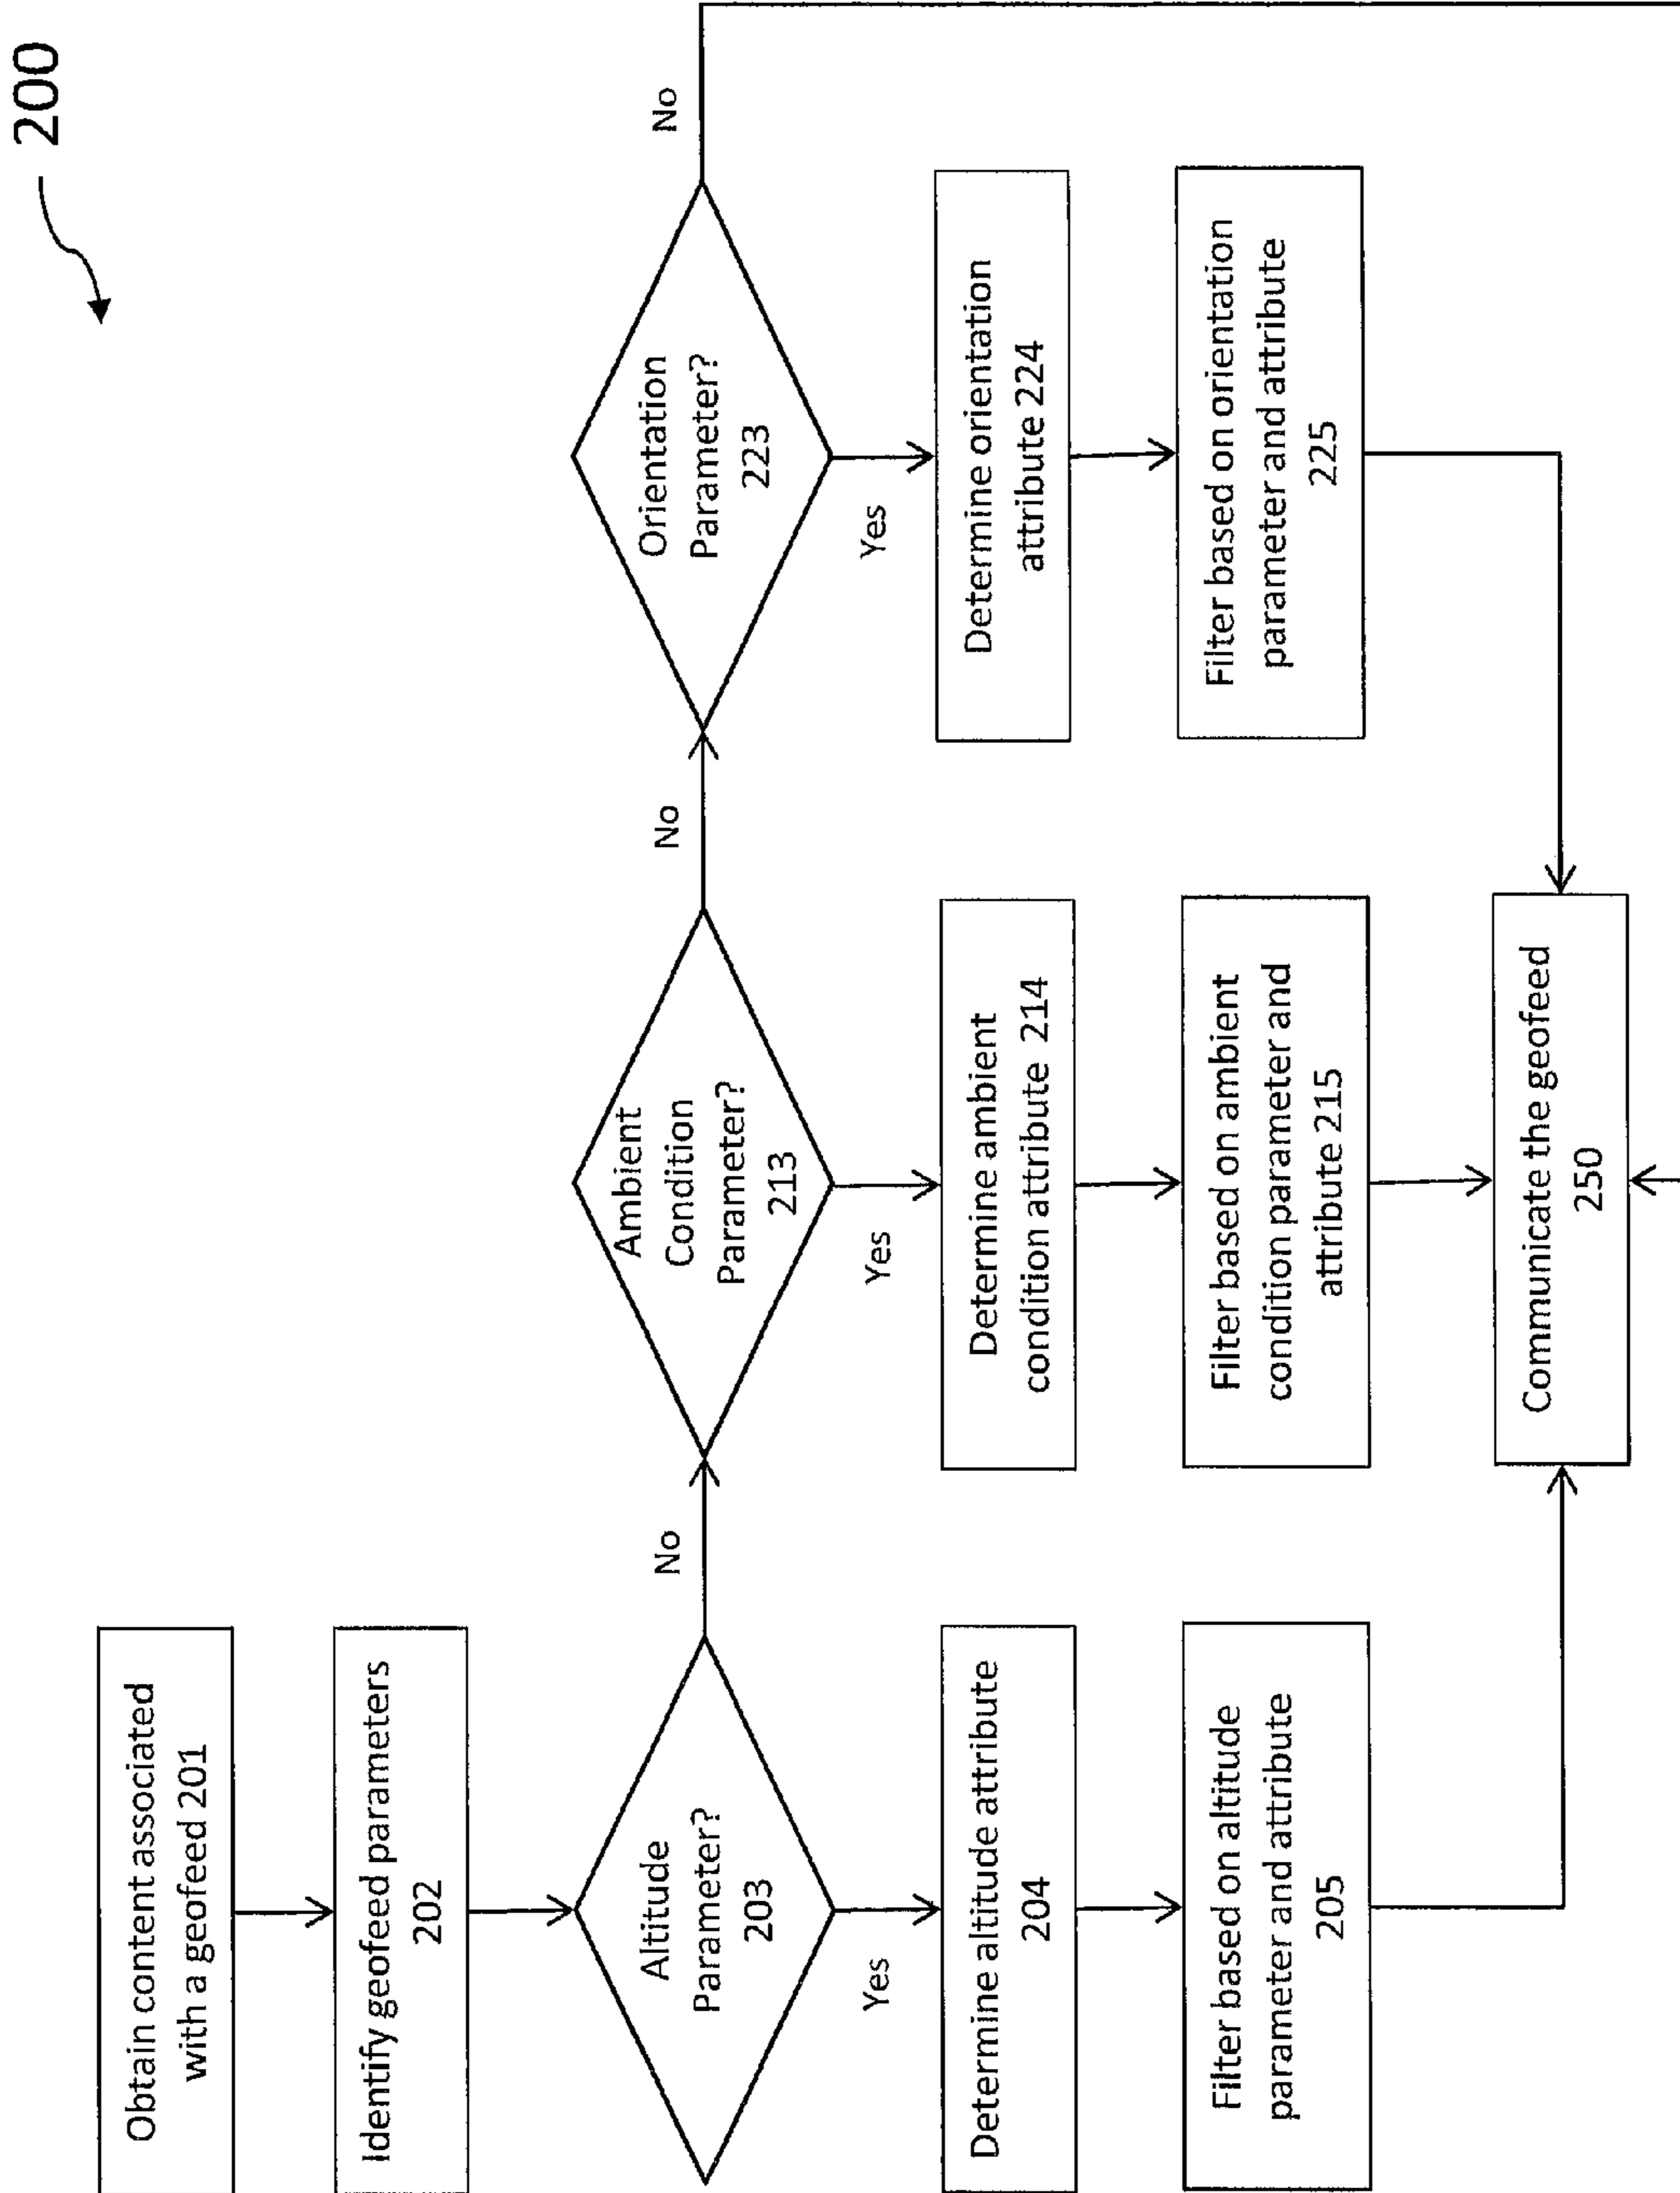 200
Obtain content associated
with a geofeed 201
Identify geofeed parameters
202
Altitude
Parameter?
203
No
Yes
Determine altitude attribute
204
Filter based on altitude
parameter and attribute
205
Ambient
Condition
Parameter?
213
No
Yes
Determine ambient
condition attribute 214
Filter based on ambient
condition parameter and
attribute 215
Orientation
Parameter?
223
No
Yes
Determine orientation
attribute 224
Filter based on orientation
parameter and attribute
225
Communicate the geofeed
250